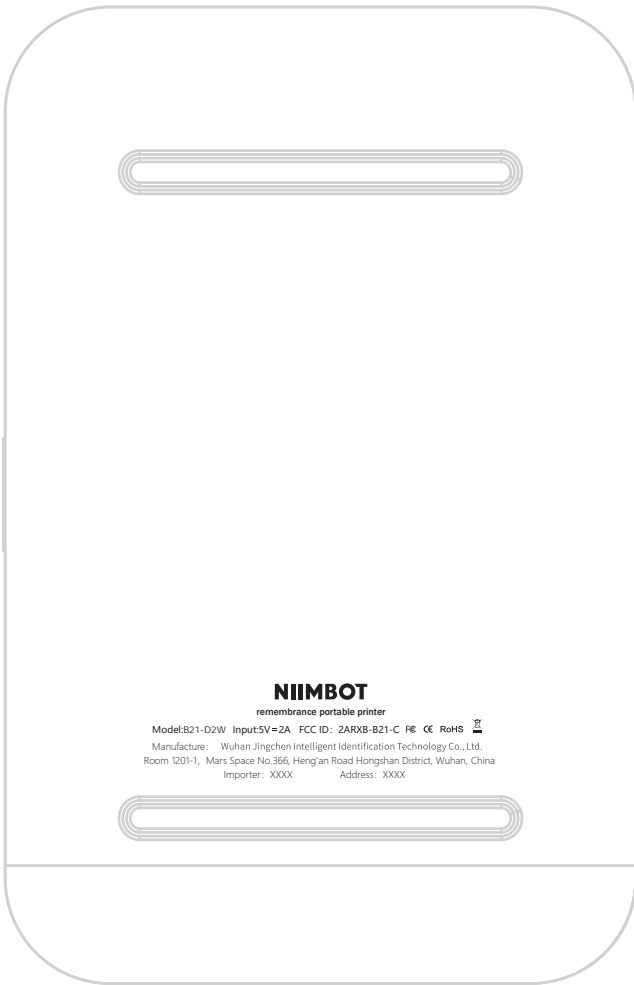 NIIMBOT
remembrance portable printer
Model:B21-D2W Input:5V=2A FCC ID: 2ARXB-B21-C FC CE RoHS
Manufacture: Wuhan Jingchen Intelligent Identification Technology Co., Ltd.
Room 1201-1, Mars Space No.366, Heng'an Road Hongshan District, Wuhan, China
Importer: XXXX Address: XXXX